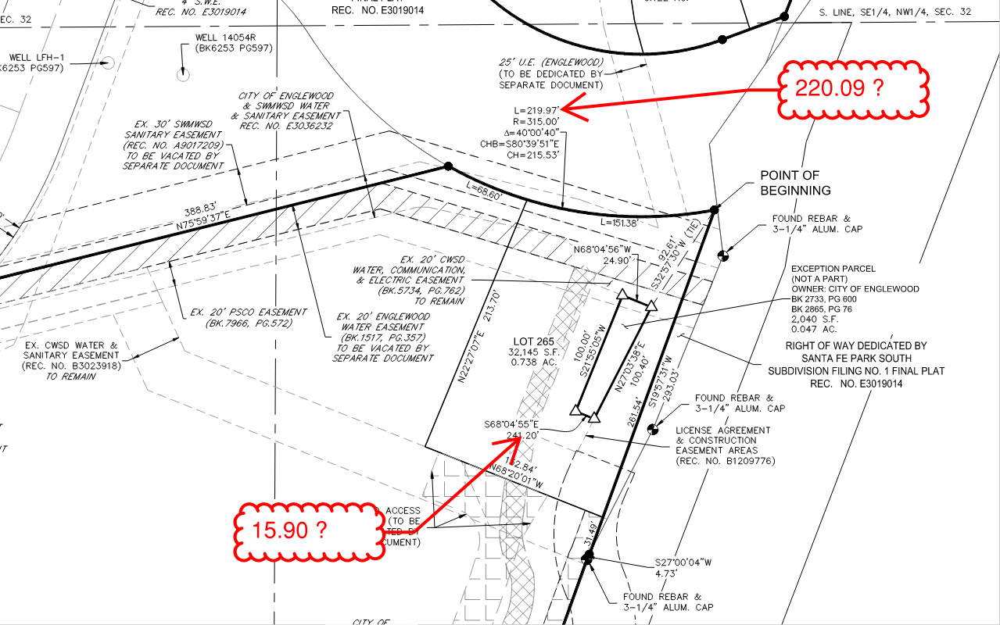 4' S.W.E.
REC. NO. E3019014
FINAL PLAT
REC. NO. E3019014
EC. 32
S. LINE, SE1/4, NW1/4, SEC. 32
WELL 14054R
(BK6253 PG597)
WELL LFH-1
K6253 PG597)
25' U.E. (ENGLEWOOD)
(TO BE DEDICATED BY
SEPARATE DOCUMENT)
220.09 ?
CITY OF ENGLEWOOD
& SWMWSD WATER
& SANITARY EASEMENT
REC. NO. E3036232
L=219.97'
R=315.00'
Δ=40°00'40"
CHB=S80°39'51"E
CH=215.53'
EX. 30' SWMWSD
SANITARY EASEMENT
(REC. NO. A9017209)
TO BE VACATED BY
SEPARATE DOCUMENT
POINT OF
BEGINNING
L=68.60'
388.83'
N75°59'37"E
L=151.38'
FOUND REBAR &
3-1/4" ALUM. CAP
92.61'
S32°57'30"W (TIE)
N68°04'56"W
24.90'
EX. 20' CWSD
WATER, COMMUNICATION,
& ELECTRIC EASEMENT
(BK.5734, PG.762)
TO REMAIN
EXCEPTION PARCEL
(NOT A PART)
OWNER: CITY OF ENGLEWOOD
BK 2733, PG 600
BK 2865, PG 76
2,040 S.F.
0.047 AC.
EX. 20' PSCO EASEMENT
(BK.7966, PG.572)
EX. 20' ENGLEWOOD
WATER EASEMENT
(BK.1517, PG.357)
TO BE VACATED BY
SEPARATE DOCUMENT
213.70'
N22°27'07"E
LOT 265
32,145 S.F.
0.738 AC.
100.00'
S21°55'05"W
N27°03'38"E
100.40'
EX. CWSD WATER &
SANITARY EASEMENT
(REC. NO. B3023918)
TO REMAIN
RIGHT OF WAY DEDICATED BY
SANTA FE PARK SOUTH
SUBDIVISION FILING NO. 1 FINAL PLAT
REC. NO. E3019014
261.54'
S19°57'31"W
293.03'
FOUND REBAR &
3-1/4" ALUM. CAP
S68°04'55"E
241.20'
LICENSE AGREEMENT
& CONSTRUCTION
EASEMENT AREAS
(REC. NO. B1209776)
N68°20'01"W
15.90 ?
ACCESS
(TO BE
TED BY
CUMENT)
31.49'
S27°00'04"W
4.73'
FOUND REBAR &
3-1/4" ALUM. CAP
CITY OF